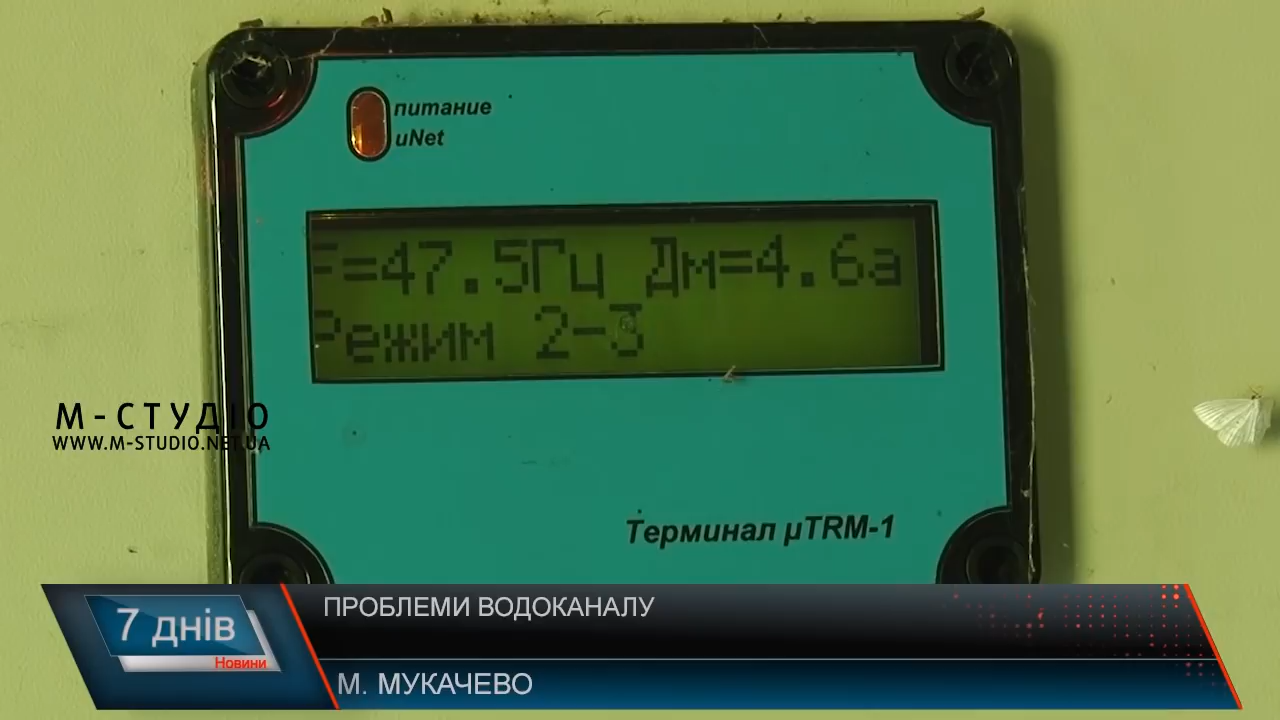 питание
uNet
F=47.5Гц Дм=4.6а
Режим 2-3
М-СТУДІО
WWW.M-STUDIO.NET.UA
Терминал µTRM-1
7 днів
Новини
ПРОБЛЕМИ ВОДОКАНАЛУ
М. МУКАЧЕВО